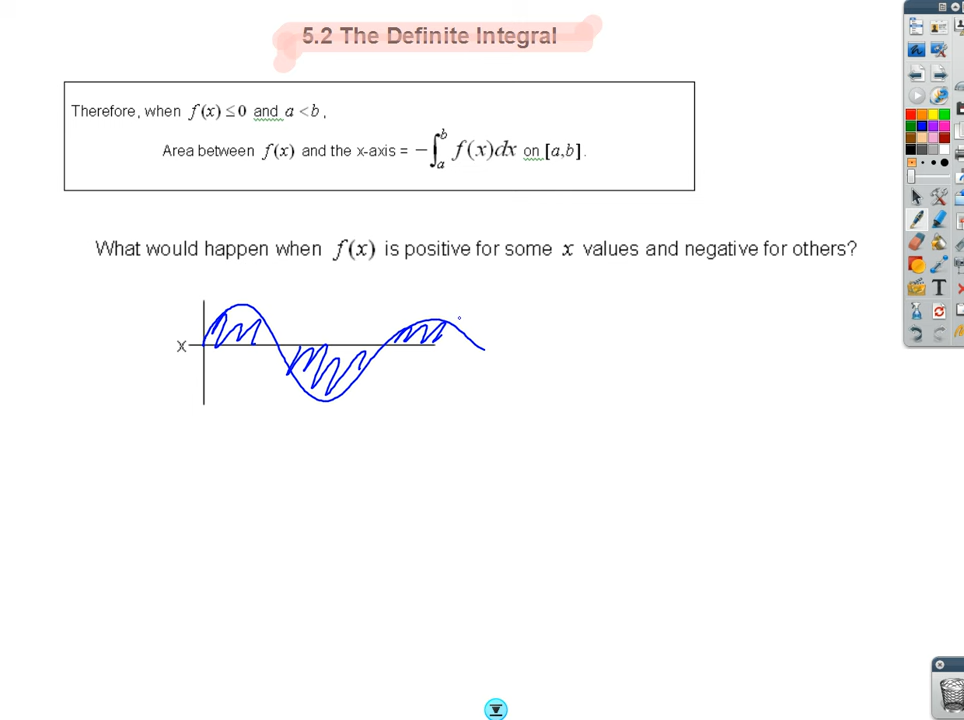 5.2 The Definite Integral
Therefore, when f(x) ≤ 0 and a < b,
Area between f(x) and the x-axis = −∫_a^b f(x)dx on [a,b].
What would happen when f(x) is positive for some x values and negative for others?
X
T